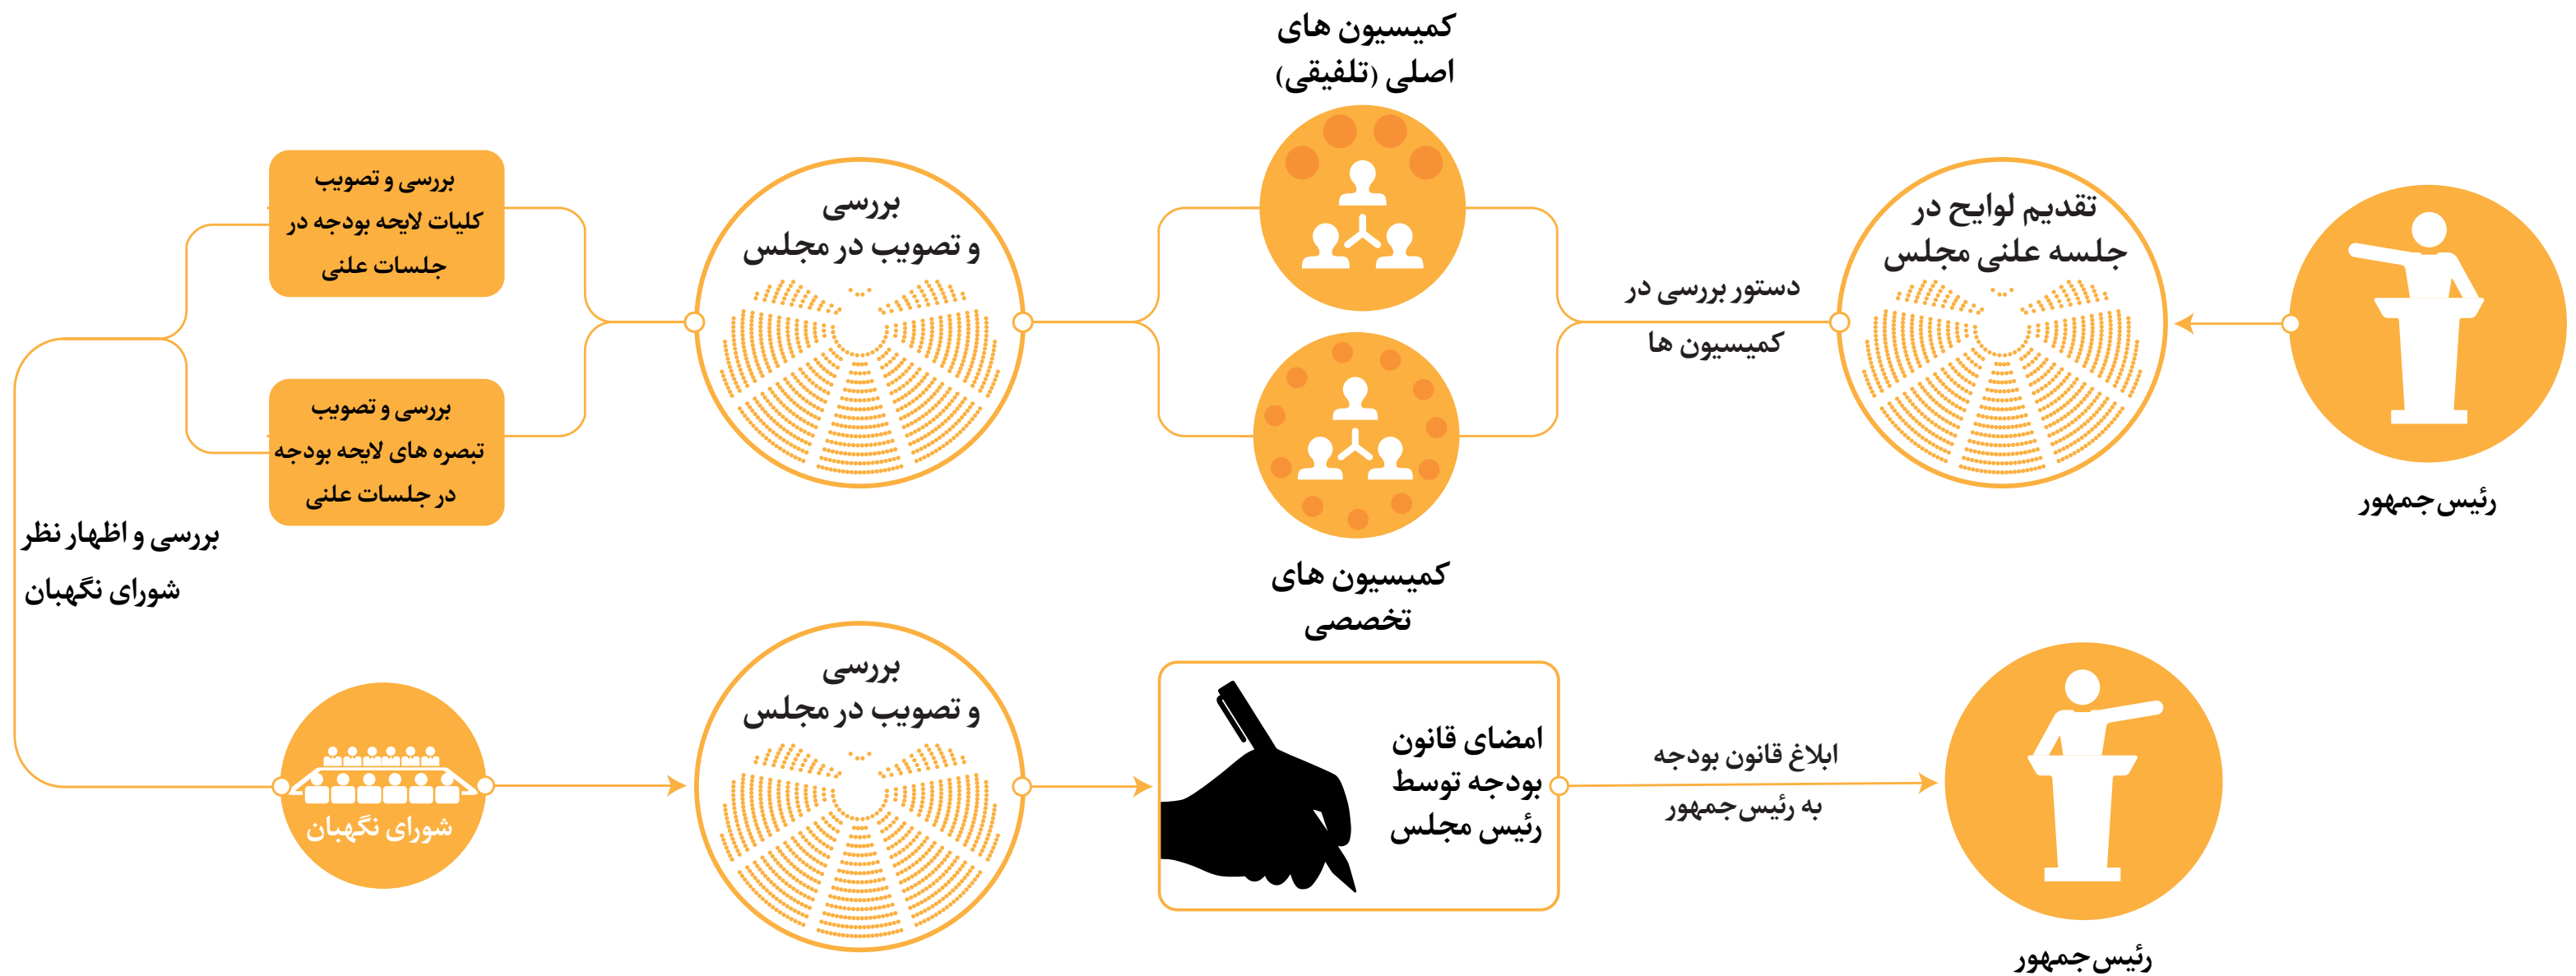 رئیس‌جمهور
تقدیم لوایح در
جلسه علنی مجلس
دستور بررسی در
کمیسیون ها
کمیسیون های
اصلی (تلفیقی)
کمیسیون های
تخصصی
بررسی
و تصویب در مجلس
بررسی و تصویب
کلیات لایحه بودجه در
جلسات علنی
بررسی و تصویب
تبصره های لایحه بودجه
در جلسات علنی
بررسی و اظهار نظر
شورای نگهبان
شورای نگهبان
بررسی
و تصویب در مجلس
امضای قانون
بودجه توسط
رئیس مجلس
ابلاغ قانون بودجه
به رئیس‌جمهور
رئیس‌جمهور